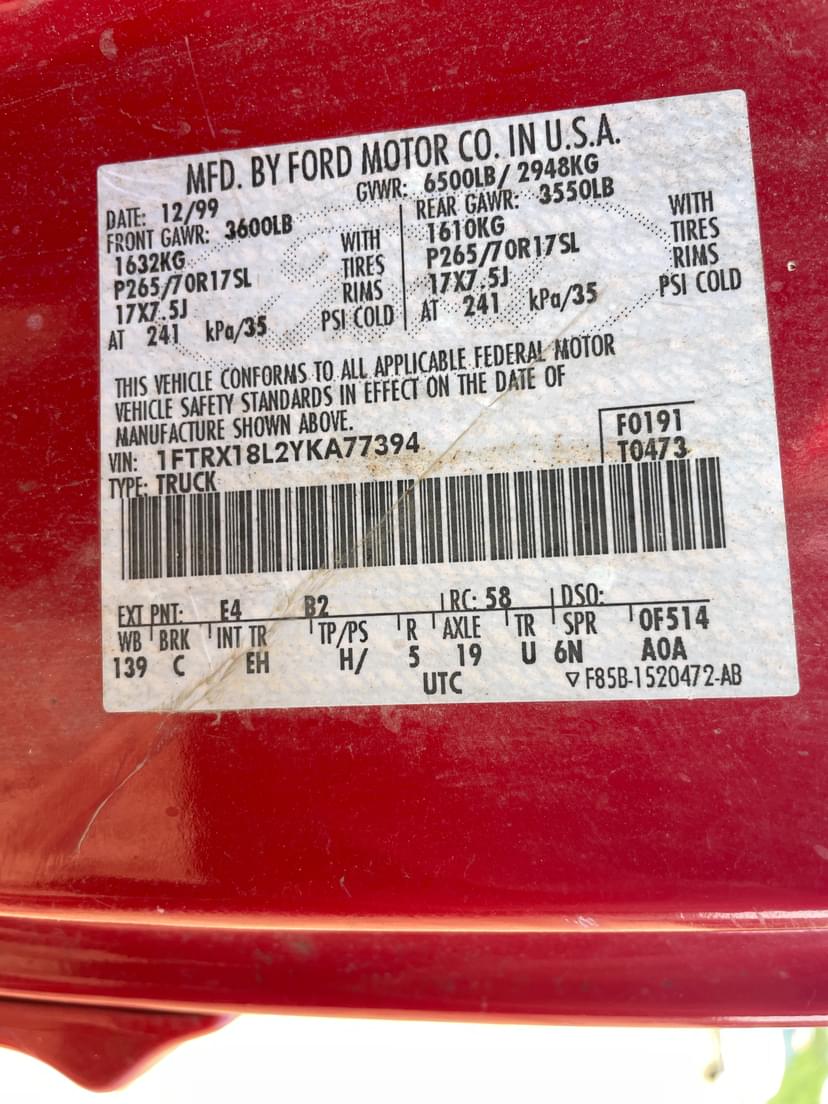 MFD. BY FORD MOTOR CO. IN U.S.A.
DATE: 12/99 GVWR: 6500LB/ 2948KG
FRONT GAWR: 3600LB
1632KG WITH
P265/70R17SL TIRES
17X7.5J RIMS
AT 241 kPa/35 PSI COLD
REAR GAWR: 3550LB
1610KG WITH
P265/70R17SL TIRES
17X7.5J RIMS
AT 241 kPa/35 PSI COLD
THIS VEHICLE CONFORMS TO ALL APPLICABLE FEDERAL MOTOR
VEHICLE SAFETY STANDARDS IN EFFECT ON THE DATE OF
MANUFACTURE SHOWN ABOVE.
VIN: 1FTRX18L2YKA77394
TYPE: TRUCK
F0191
T0473
EXT PNT: E4 B2 RC: 58 DSO:
WB BRK INT TR TP/PS R AXLE TR SPR 0F514
139 C EH H/ 5 19 U 6N A0A
UTC ▽ F85B-1520472-AB